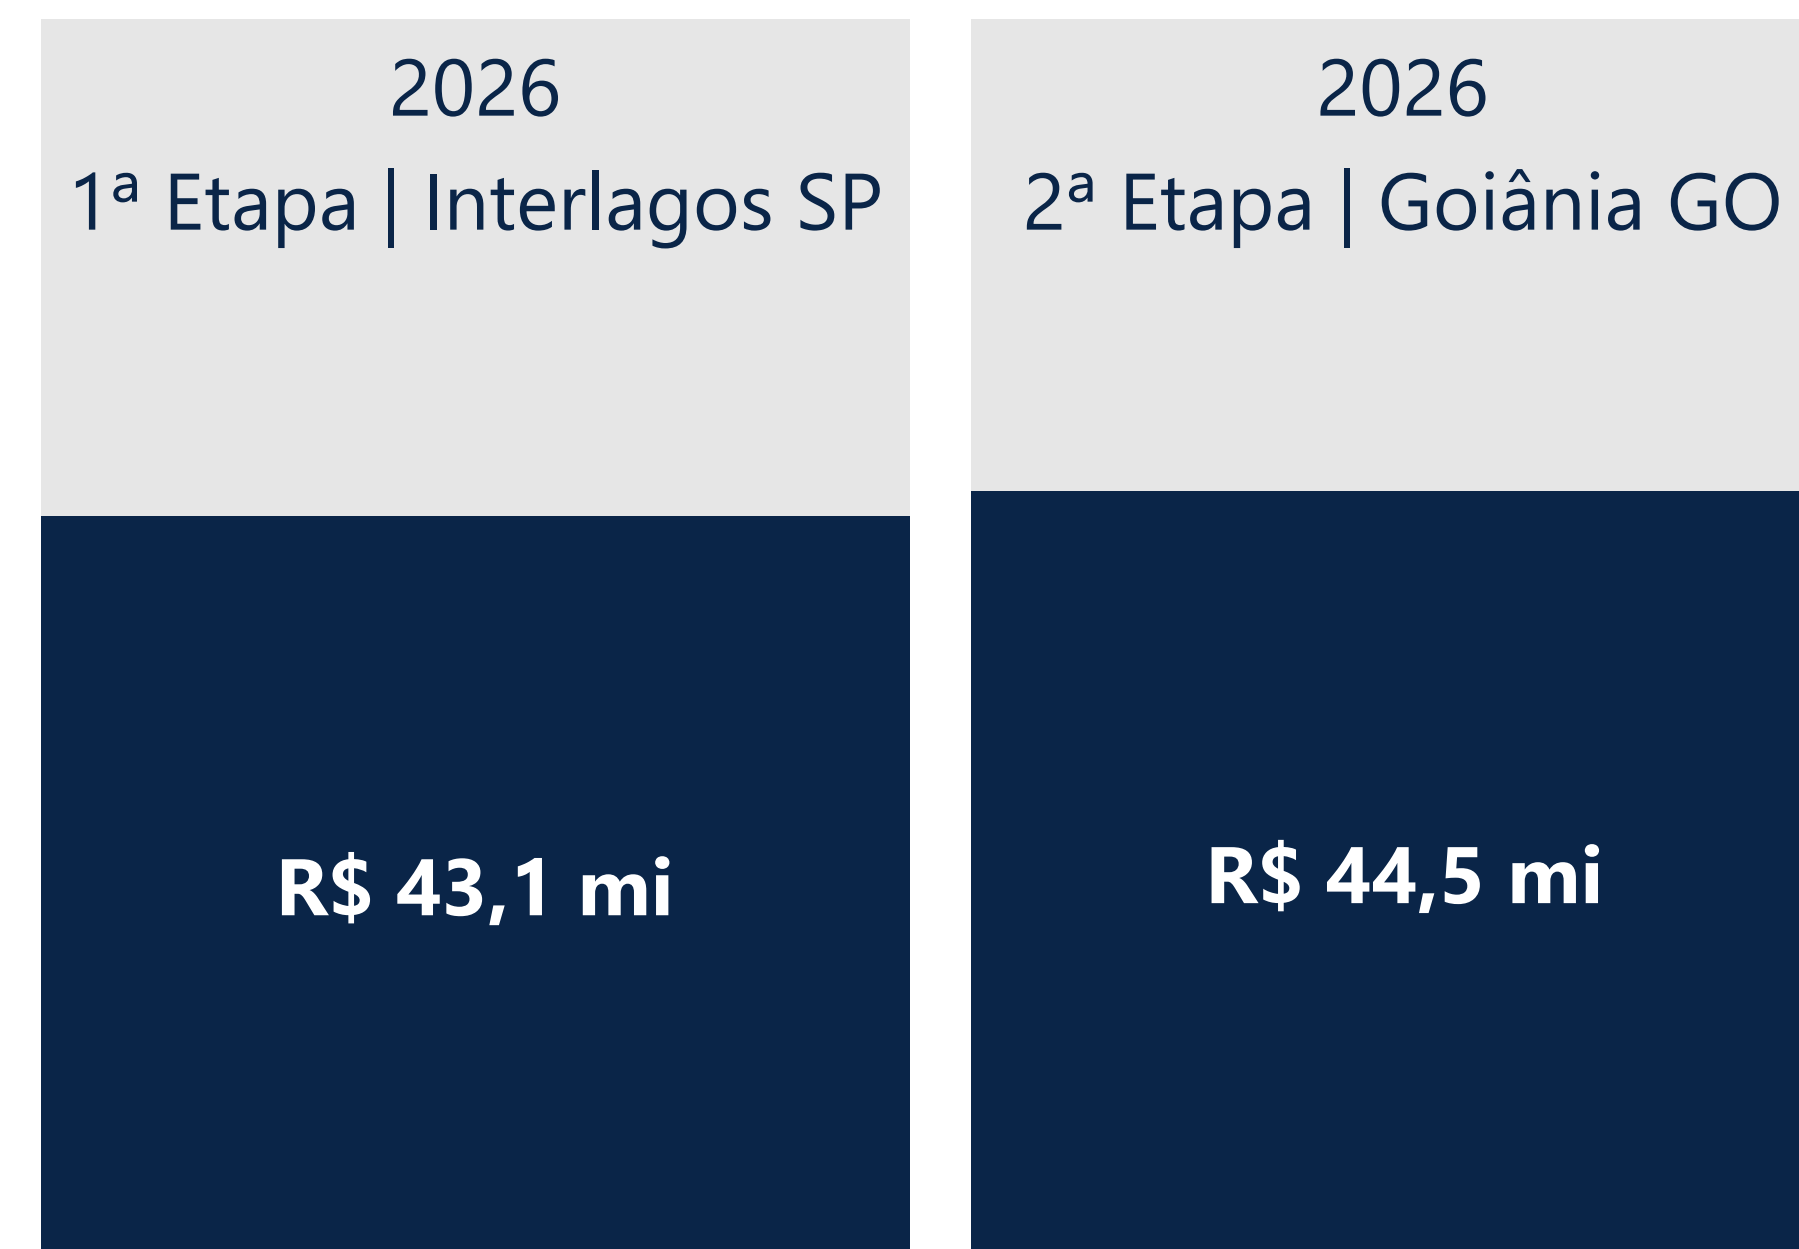 2026
1ª Etapa | Interlagos SP
R$ 43,1 mi
2026
2ª Etapa | Goiânia GO
R$ 44,5 mi